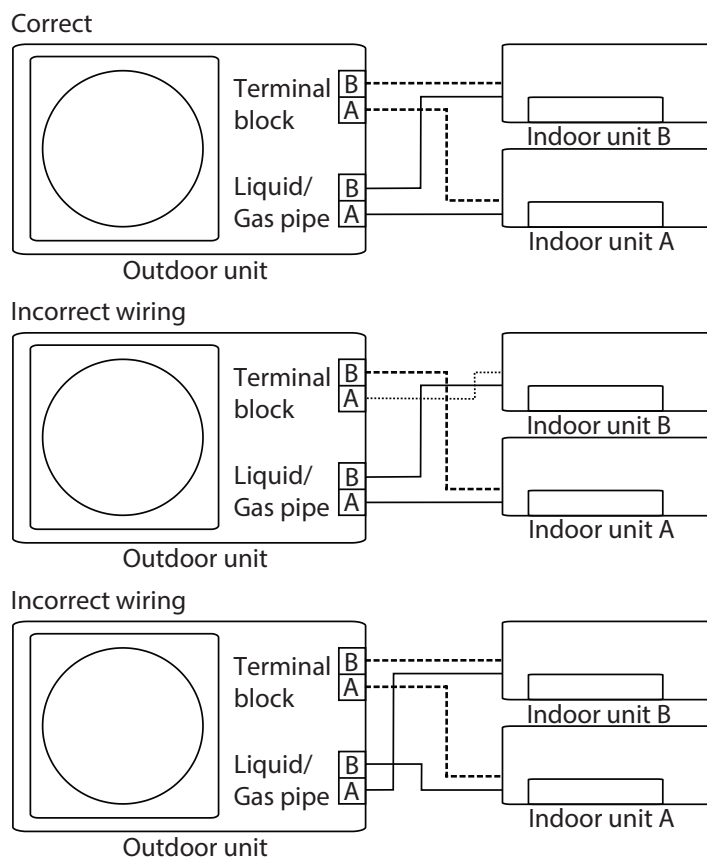 Correct
Terminal
block
B
A
Liquid/
Gas pipe
B
A
Indoor unit B
Indoor unit A
Outdoor unit
Incorrect wiring
Terminal
block
B
A
Liquid/
Gas pipe
B
A
Indoor unit B
Indoor unit A
Outdoor unit
Incorrect wiring
Terminal
block
B
A
Liquid/
Gas pipe
B
A
Indoor unit B
Indoor unit A
Outdoor unit